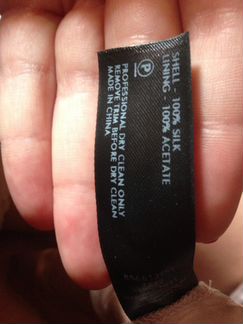 SHELL - 100% SILK
LINING - 100% ACETATE
P
PROFESSIONAL DRY CLEAN ONLY
REMOVE TRIM BEFORE DRY CLEAN
MADE IN CHINA